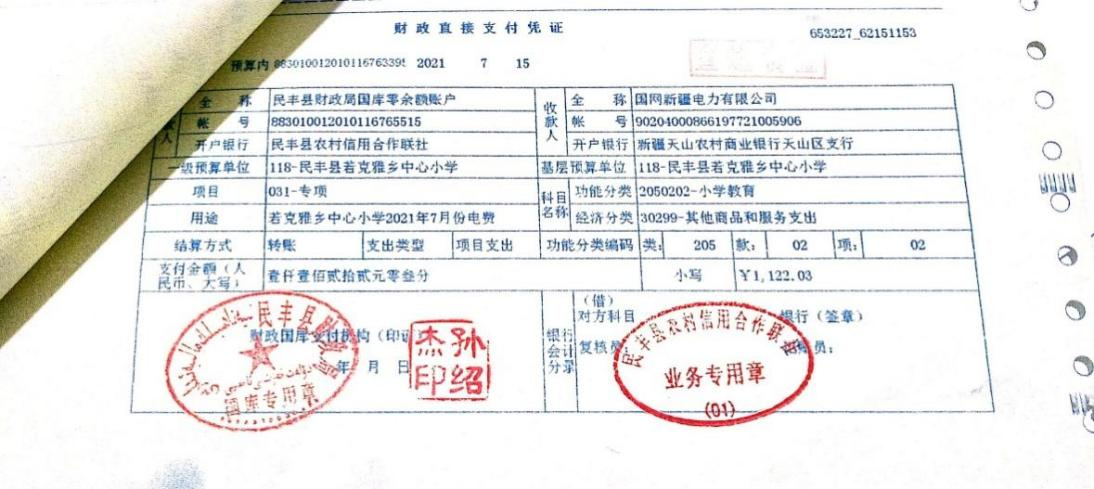 财政直接支付凭证
653227_62151153
预算内 88301001201011676339 2021 7 15
全 称 民丰县财政局国库零余额账户 收款人 全 称 国网新疆电力有限公司
款人 帐 号 883010012010116765515 帐 号 90204000866197721005906
开户银行 民丰县农村信用合作联社 开户银行 新疆天山农村商业银行天山区支行
一级预算单位 118-民丰县若克雅乡中心小学 基层预算单位 118-民丰县若克雅乡中心小学
项目 031-专项 科目名称 功能分类 2050202-小学教育
用途 若克雅乡中心小学2021年7月份电费 经济分类 30299-其他商品和服务支出
结算方式 转账 支出类型 项目支出 功能分类编码 类: 205 款: 02 项: 02
支付金额(人民币、大写) 壹仟壹佰贰拾贰元零叁分 小写 ¥1,122.03
财政国库支付机构(印 年 月 日 银行会计分录 (借)
对方科目 银行(签章)
复核员: 员:
民丰县财政局
国库专用章
孙绍杰印
民丰县农村信用合作联社
业务专用章
(01)